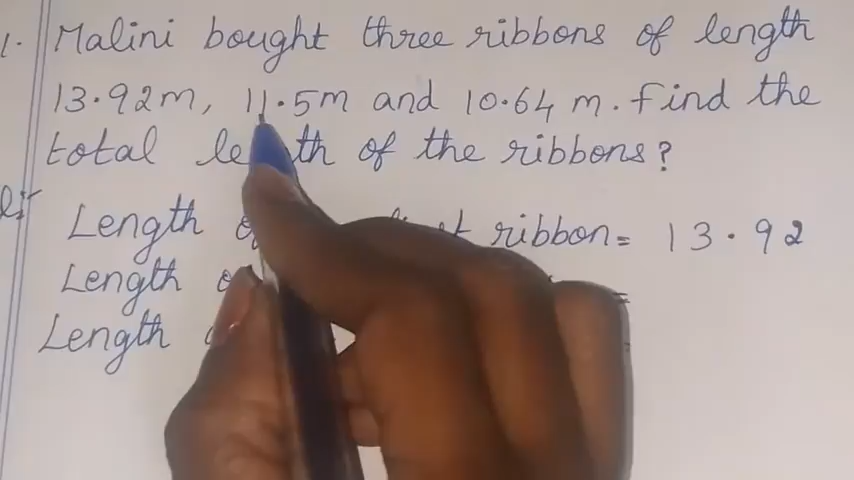 1. Malini bought three ribbons of length
13.92m, 11.5m and 10.64 m. Find the
total length of the ribbons?
Length ribbon = 13.92
Length =
Length